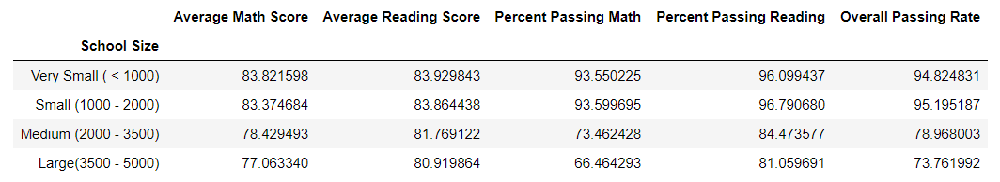 Average Math Score Average Reading Score Percent Passing Math Percent Passing Reading Overall Passing Rate
School Size
Very Small ( < 1000) 83.821598 83.929843 93.550225 96.099437 94.824831
Small (1000 - 2000) 83.374684 83.864438 93.599695 96.790680 95.195187
Medium (2000 - 3500) 78.429493 81.769122 73.462428 84.473577 78.968003
Large(3500 - 5000) 77.063340 80.919864 66.464293 81.059691 73.761992